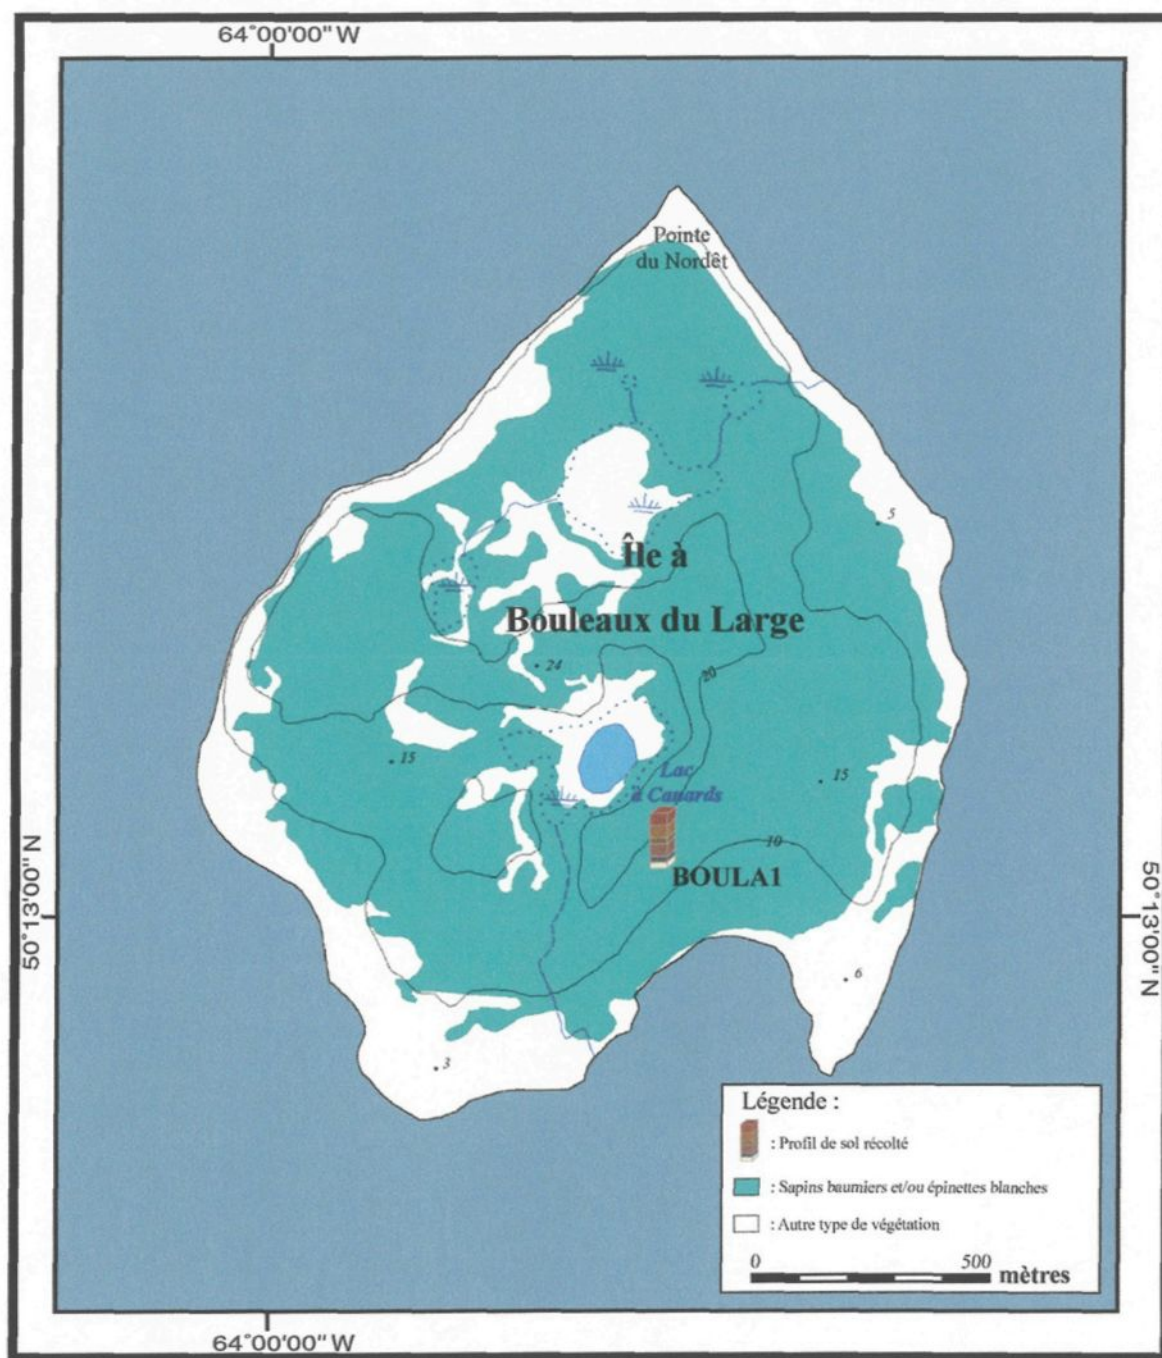 64°00'00" W
Pointe
du Nordêt
5
Île à
Bouleaux du Large
24
20
15
15
Lac
à Canards
10
BOULA1
50°13'00" N
50°13'00" N
6
3
Légende :
: Profil de sol récolté
: Sapins baumiers et/ou épinettes blanches
: Autre type de végétation
0 500
mètres
64°00'00" W